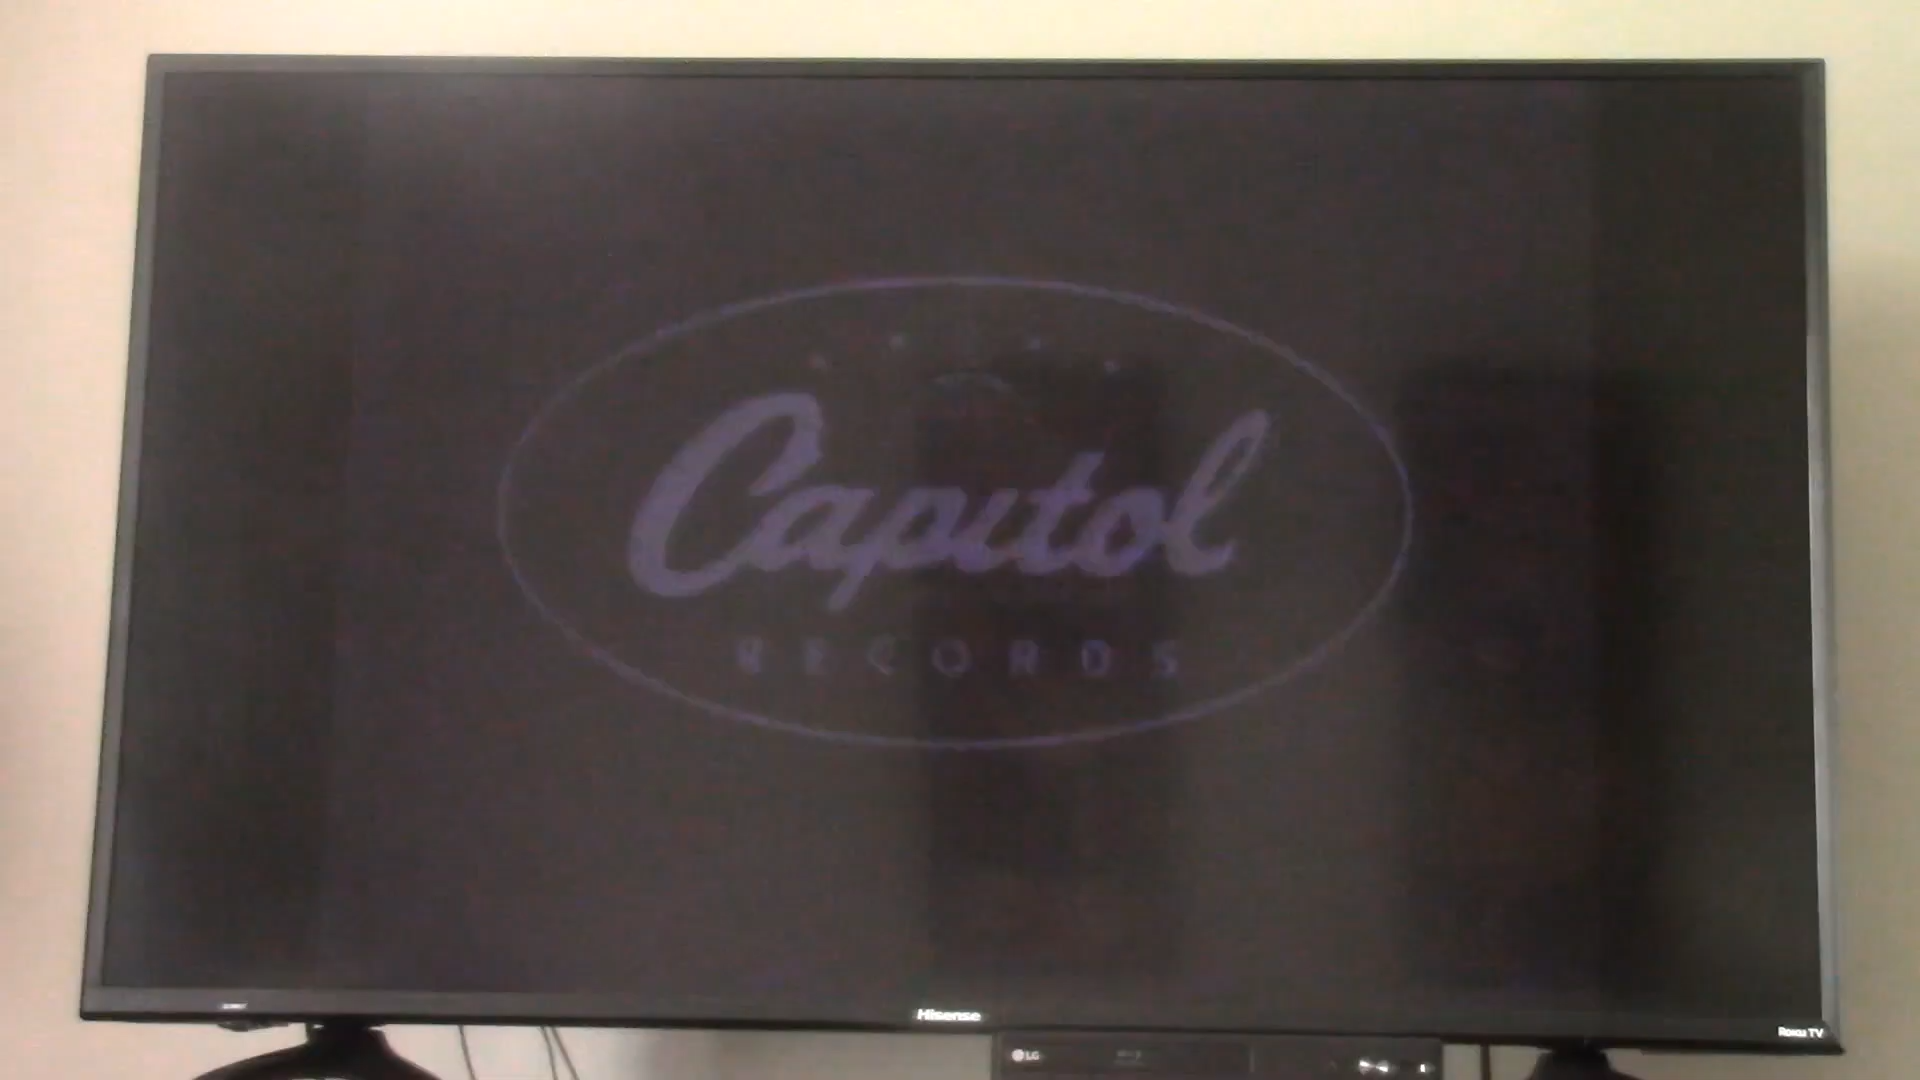 Capitol
RECORDS
Hisense
Roku TV
LG